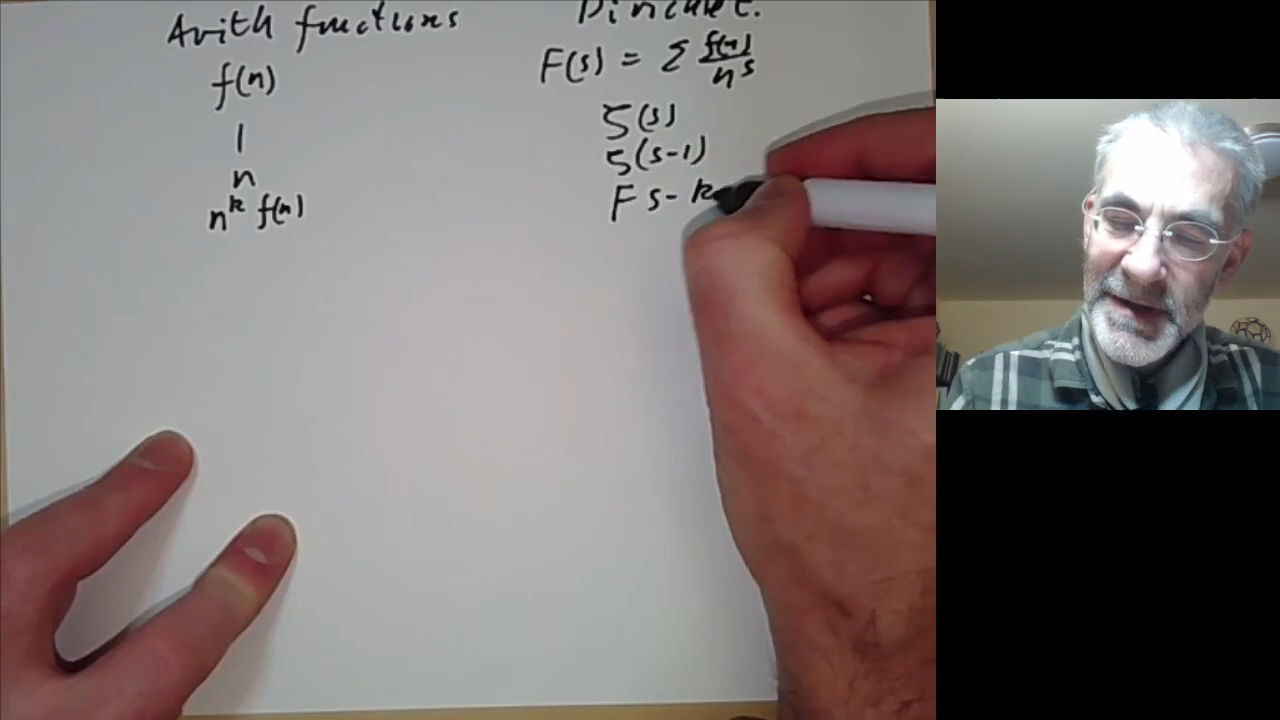 Arith functions
Dirichlet.
f(n)
F(s) = Σ f(n)/n^s
1
ζ(s)
n
ζ(s-1)
n^k f(n)
F s-k